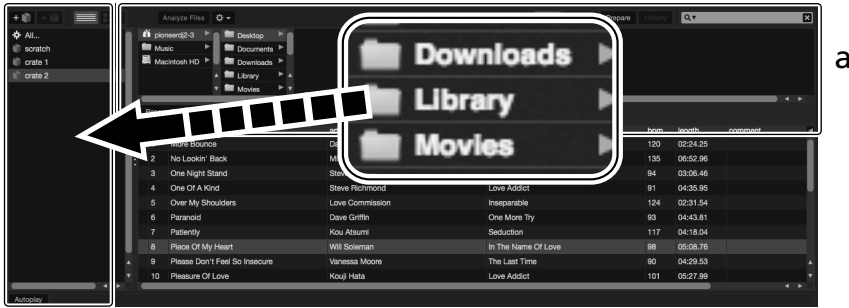 Analyze Files
Prepare
History
All...
scratch
crate 1
crate 2
pioneerdj2-3
Music
Macintosh HD
Desktop
Documents
Downloads
Library
Movies
Downloads
Library
Movies
a
bpm length comment
More Bounce 120 02:24.25
2 No Lookin' Back 135 06:52.96
3 One Night Stand 94 03:06.46
4 One Of A Kind Steve Richmond Love Addict 91 04:35.95
5 Over My Shoulders Love Commission Inseparable 124 02:31.54
6 Paranoid Dave Griffin One More Try 93 04:43.81
7 Patiently Kou Atsumi Seduction 117 04:18.04
8 Piece Of My Heart Will Soleman In The Name Of Love 98 05:08.76
9 Please Don't Feel So Insecure Vanessa Moore The Last Time 90 04:29.53
10 Pleasure Of Love Kouji Hata Love Addict 101 05:27.99
Autoplay